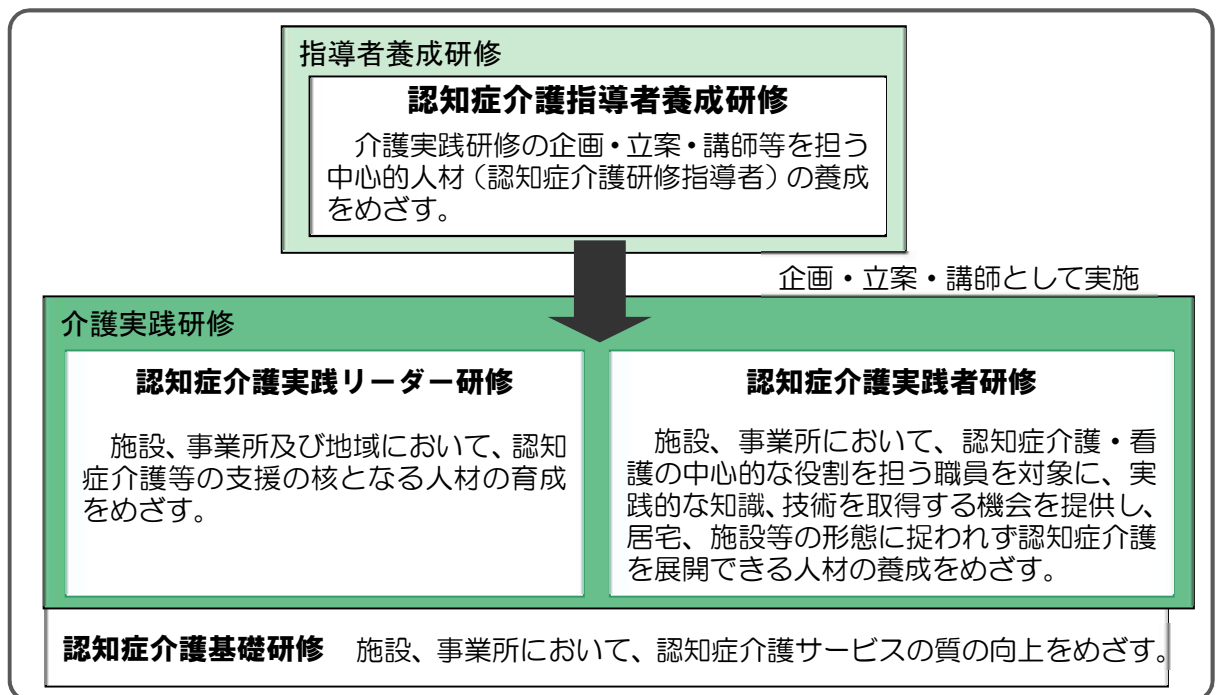 指導者養成研修
認知症介護指導者養成研修
介護実践研修の企画・立案・講師等を担う
中心的人材（認知症介護研修指導者）の養成
をめざす。
企画・立案・講師として実施
介護実践研修
認知症介護実践リーダー研修
施設、事業所及び地域において、認知
症介護等の支援の核となる人材の育成
をめざす。
認知症介護実践者研修
施設、事業所において、認知症介護・看
護の中心的な役割を担う職員を対象に、実
践的な知識、技術を取得する機会を提供し、
居宅、施設等の形態に捉われず認知症介護
を展開できる人材の養成をめざす。
認知症介護基礎研修　施設、事業所において、認知症介護サービスの質の向上をめざす。